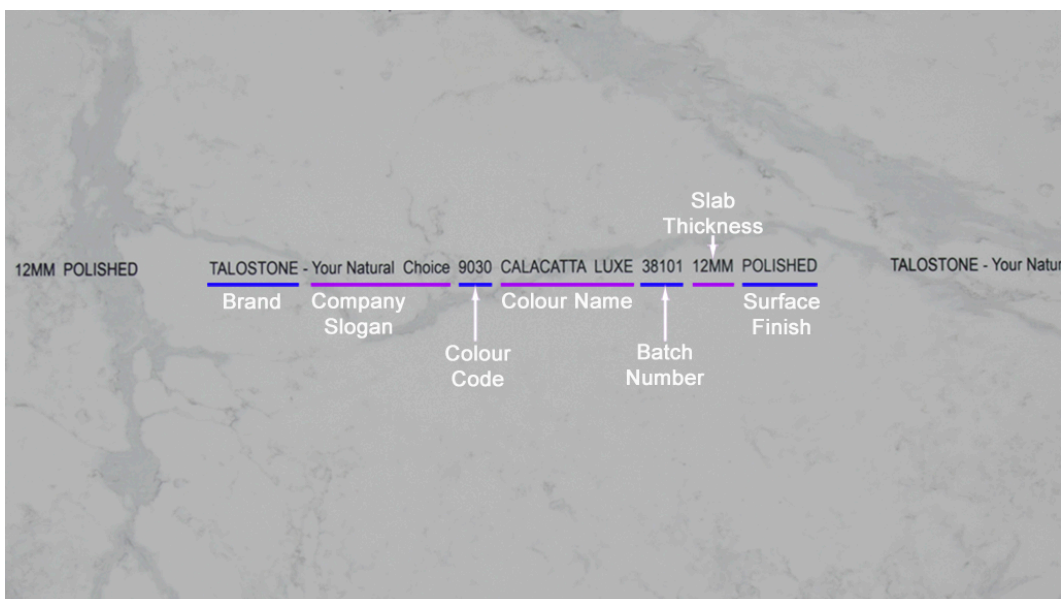 Slab
Thickness
12MM POLISHED TALOSTONE - Your Natural Choice 9030 CALACATTA LUXE 38101 12MM POLISHED TALOSTONE - Your Natur
Brand Company Slogan Colour Code Colour Name Batch Number Surface Finish